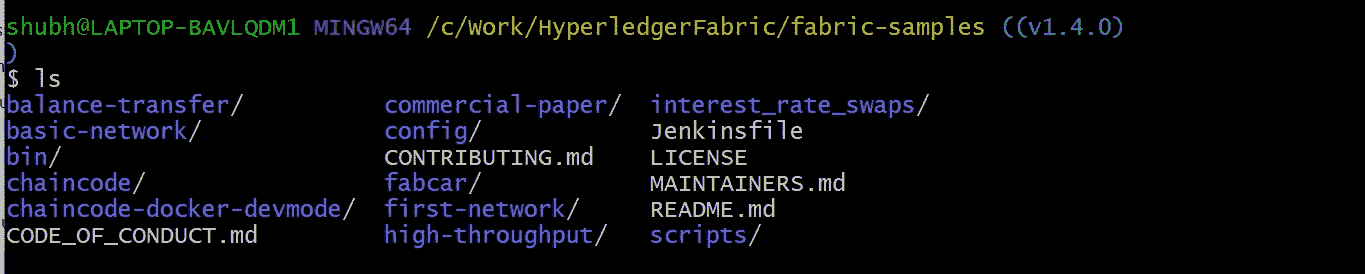 shubh@LAPTOP-BAVLQDM1 MINGW64 /c/Work/HyperledgerFabric/fabric-samples ((v1.4.0)
)
$ ls
balance-transfer/ commercial-paper/ interest_rate_swaps/
basic-network/ config/ Jenkinsfile
bin/ CONTRIBUTING.md LICENSE
chaincode/ fabcar/ MAINTAINERS.md
chaincode-docker-devmode/ first-network/ README.md
CODE_OF_CONDUCT.md high-throughput/ scripts/